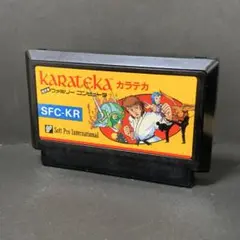 KARATEKA カラテカ
ファミリー コンピュータ
SFC-KR
Soft Pro International